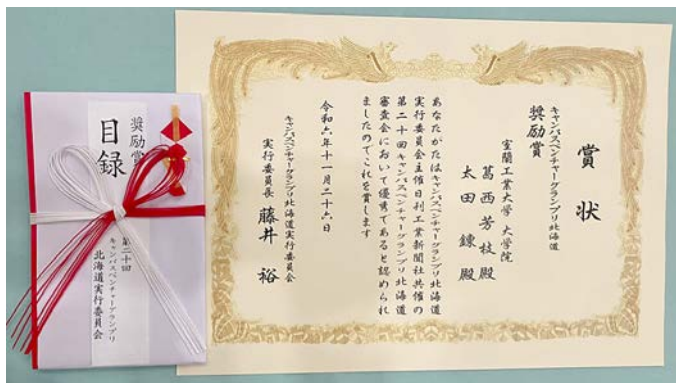 賞状
キャンパスベンチャーグランプリ北海道
奨励賞
室蘭工業大学 大学院
葛西芳枝殿
太田 錬 殿
あなたがたはキャンパスベンチャーグランプリ北海道
実行委員会主催日刊工業新聞社共催の
第二十回キャンパスベンチャーグランプリ北海道
審査会において優秀であると認められ
ましたのでこれを賞します
令和六年十一月二十六日
キャンパスベンチャーグランプリ北海道実行委員会
実行委員長 藤井 裕
奨励賞
目録
第二十回
キャンパスベンチャーグランプリ
北海道実行委員会